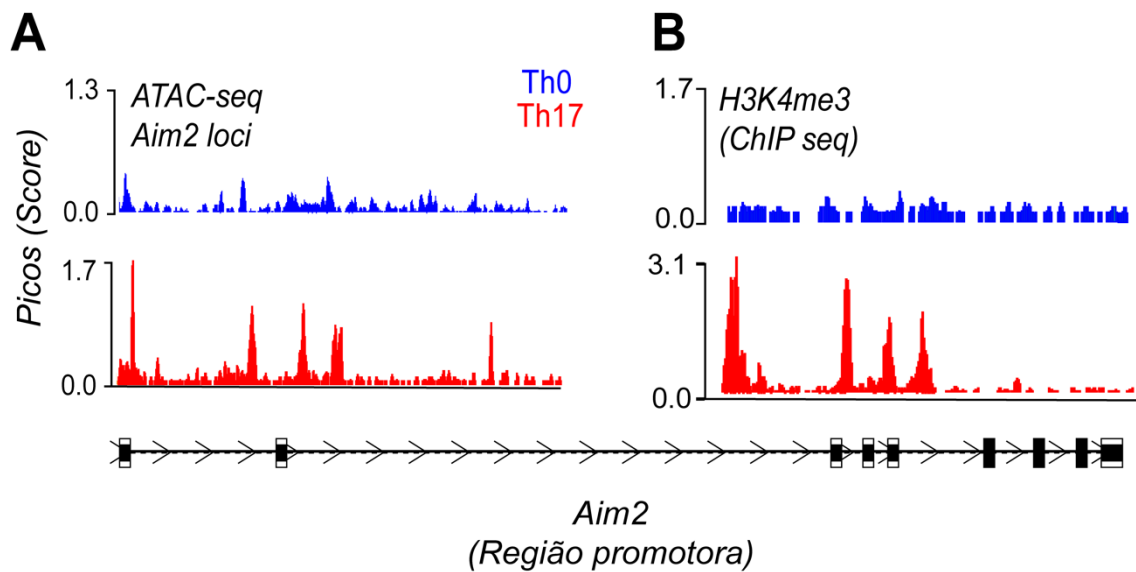 A
1.3
ATAC-seq
Aim2 loci
Th0
Th17
0.0
1.7
0.0
Picos (Score)
B
1.7
H3K4me3
(ChIP seq)
0.0
3.1
0.0
Aim2
(Região promotora)